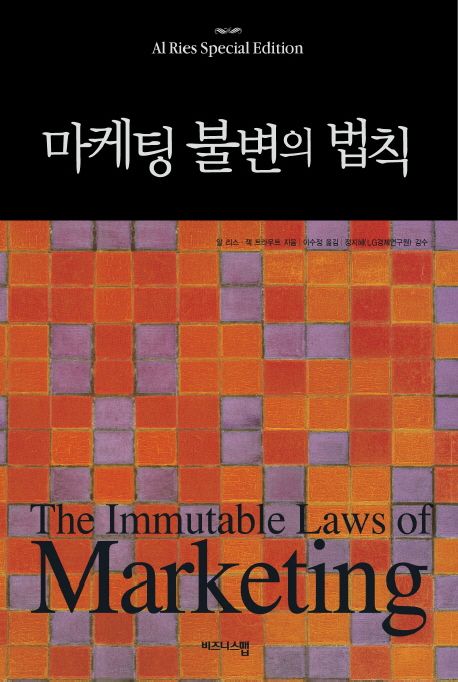 Al Ries Special Edition
마케팅 불변의 법칙
알 리스 · 잭 트라우트 지음 | 이수정 옮김 | 정지혜(LG경제연구원) 감수
The Immutable Laws of
Marketing
비즈니스맵